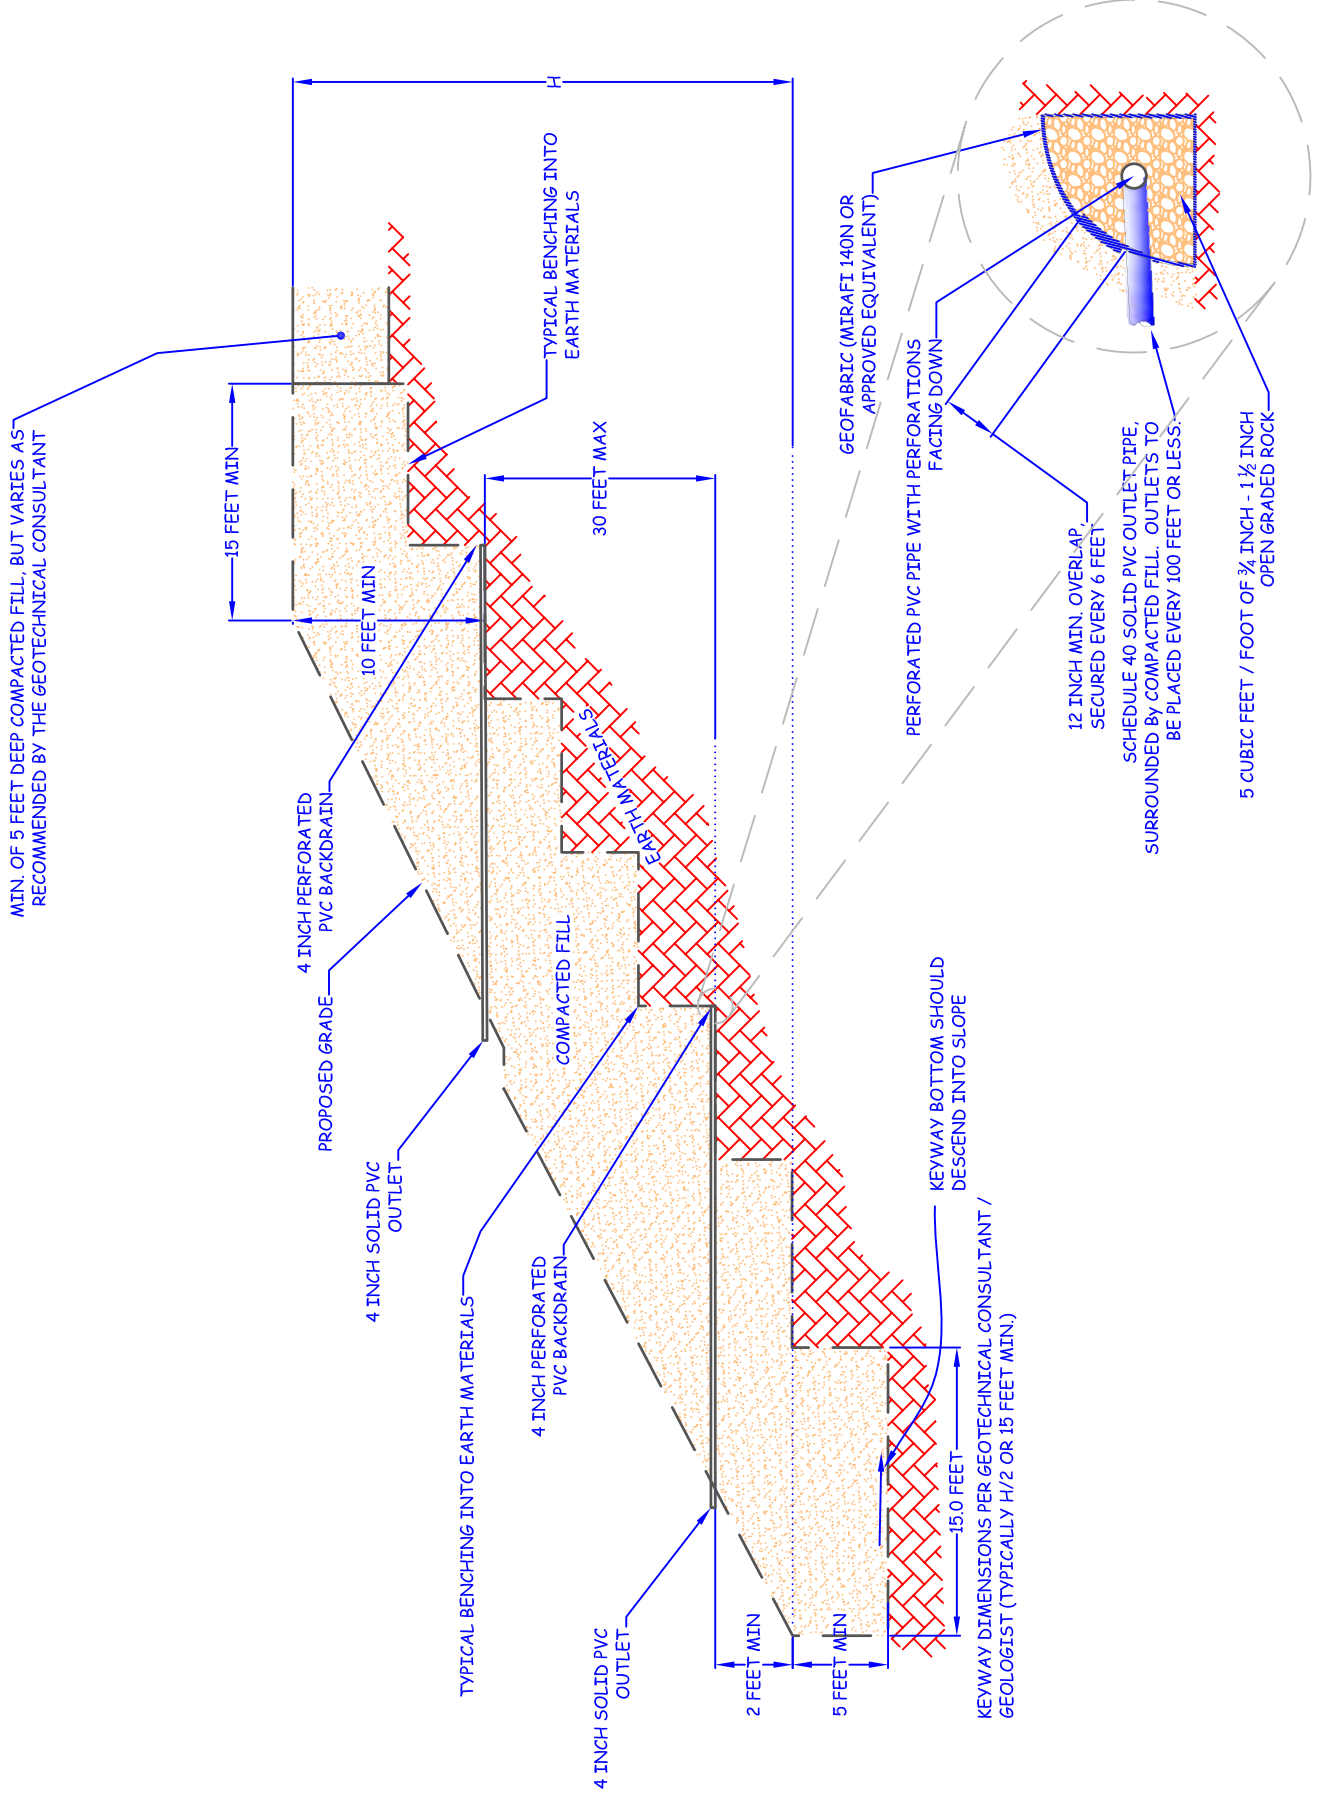 MIN. OF 5 FEET DEEP COMPACTED FILL, BUT VARIES AS
RECOMMENDED BY THE GEOTECHNICAL CONSULTANT
15 FEET MIN
10 FEET MIN
H
TYPICAL BENCHING INTO
EARTH MATERIALS
30 FEET MAX
4 INCH PERFORATED
PVC BACKDRAIN
PROPOSED GRADE
4 INCH SOLID PVC
OUTLET
COMPACTED FILL
EARTH MATERIALS
TYPICAL BENCHING INTO EARTH MATERIALS
4 INCH PERFORATED
PVC BACKDRAIN
4 INCH SOLID PVC
OUTLET
2 FEET MIN
5 FEET MIN
15.0 FEET
KEYWAY BOTTOM SHOULD
DESCEND INTO SLOPE
KEYWAY DIMENSIONS PER GEOTECHNICAL CONSULTANT /
GEOLOGIST (TYPICALLY H/2 OR 15 FEET MIN.)
GEOFABRIC (MIRAFI 140N OR
APPROVED EQUIVALENT)
PERFORATED PVC PIPE WITH PERFORATIONS
FACING DOWN
12 INCH MIN. OVERLAP,
SECURED EVERY 6 FEET
SCHEDULE 40 SOLID PVC OUTLET PIPE,
SURROUNDED By COMPACTED FILL. OUTLETS TO
BE PLACED EVERY 100 FEET OR LESS.
5 CUBIC FEET / FOOT OF ¾ INCH - 1 ½ INCH
OPEN GRADED ROCK